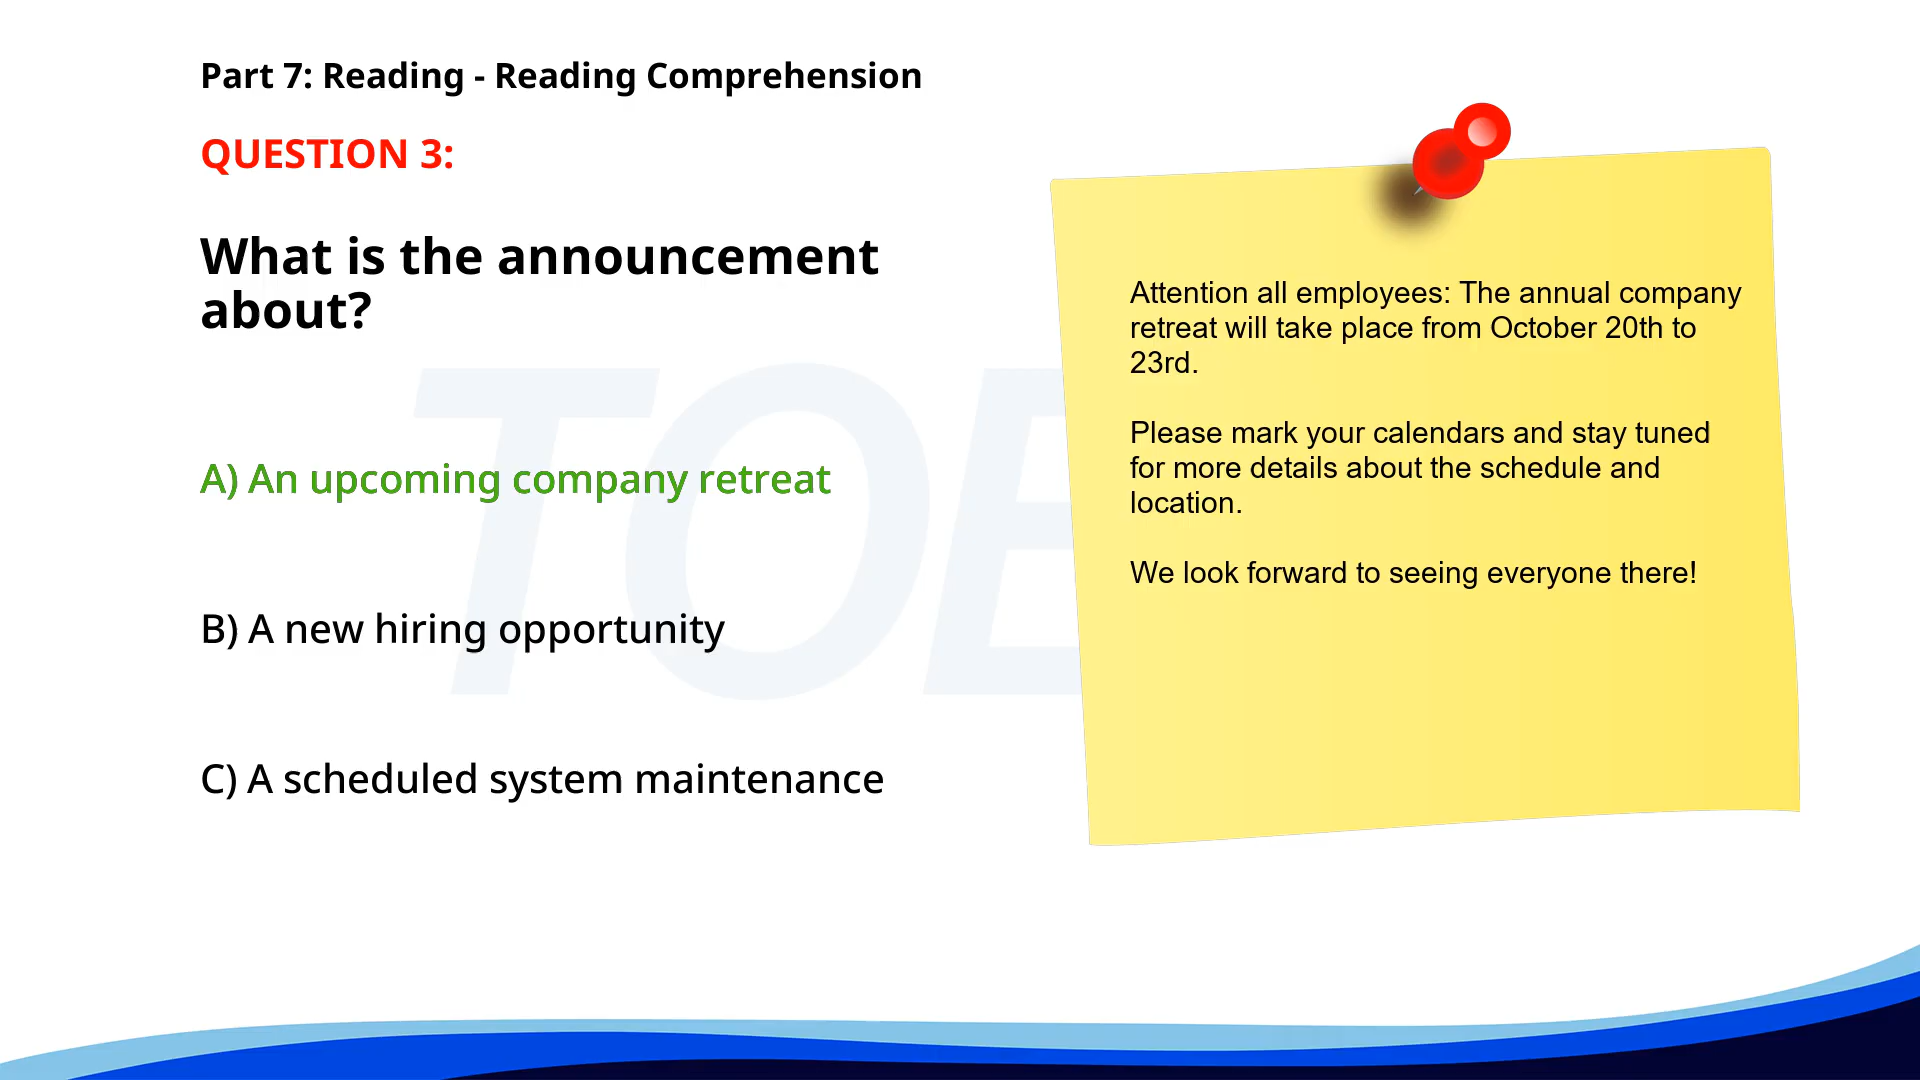 Part 7: Reading - Reading Comprehension
QUESTION 3:
What is the announcement
about?
A) An upcoming company retreat
B) A new hiring opportunity
C) A scheduled system maintenance
Attention all employees: The annual company
retreat will take place from October 20th to
23rd.
Please mark your calendars and stay tuned
for more details about the schedule and
location.
We look forward to seeing everyone there!